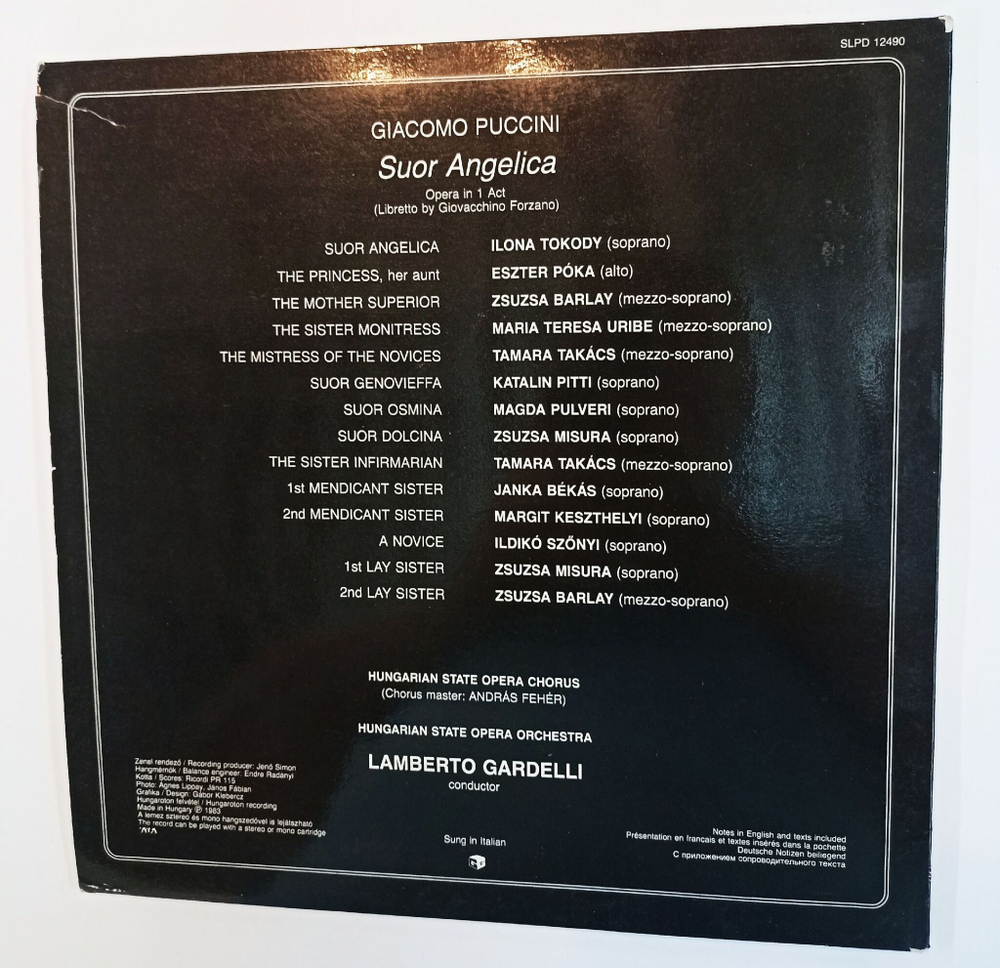 SLPD 12490
GIACOMO PUCCINI
Suor Angelica
Opera in 1 Act
(Libretto by Giovacchino Forzano)
SUOR ANGELICA ILONA TOKODY (soprano)
THE PRINCESS, her aunt ESZTER PÓKA (alto)
THE MOTHER SUPERIOR ZSUZSA BARLAY (mezzo-soprano)
THE SISTER MONITRESS MARIA TERESA URIBE (mezzo-soprano)
THE MISTRESS OF THE NOVICES TAMARA TAKÁCS (mezzo-soprano)
SUOR GENOVIEFFA KATALIN PITTI (soprano)
SUOR OSMINA MAGDA PULVERI (soprano)
SUOR DOLCINA ZSUZSA MISURA (soprano)
THE SISTER INFIRMARIAN TAMARA TAKÁCS (mezzo-soprano)
1st MENDICANT SISTER JANKA BÉKÁS (soprano)
2nd MENDICANT SISTER MARGIT KESZTHELYI (soprano)
A NOVICE ILDIKÓ SZŐNYI (soprano)
1st LAY SISTER ZSUZSA MISURA (soprano)
2nd LAY SISTER ZSUZSA BARLAY (mezzo-soprano)
HUNGARIAN STATE OPERA CHORUS
(Chorus master: ANDRÁS FEHÉR)
HUNGARIAN STATE OPERA ORCHESTRA
LAMBERTO GARDELLI
conductor
Zenei rendező / Recording producer: Jenő Simon
Hangmérnök / Balance engineer: Endre Radányi
Kotta / Scores: Ricordi PR 115
Photo: Ágnes Lippay, János Fábian
Grafika / Design: Gábor Klebercz
Hungaroton felvétel / Hungaroton recording
Made in Hungary ℗ 1983
A lemez sztereó és mono hangszedővel is lejátszható
The record can be played with a stereo or mono cartridge
Sung in Italian
Notes in English and texts included
Présentation en francais et textes insérés dans la pochette
Deutsche Notizen beiliegend
С приложением сопроводительного текста